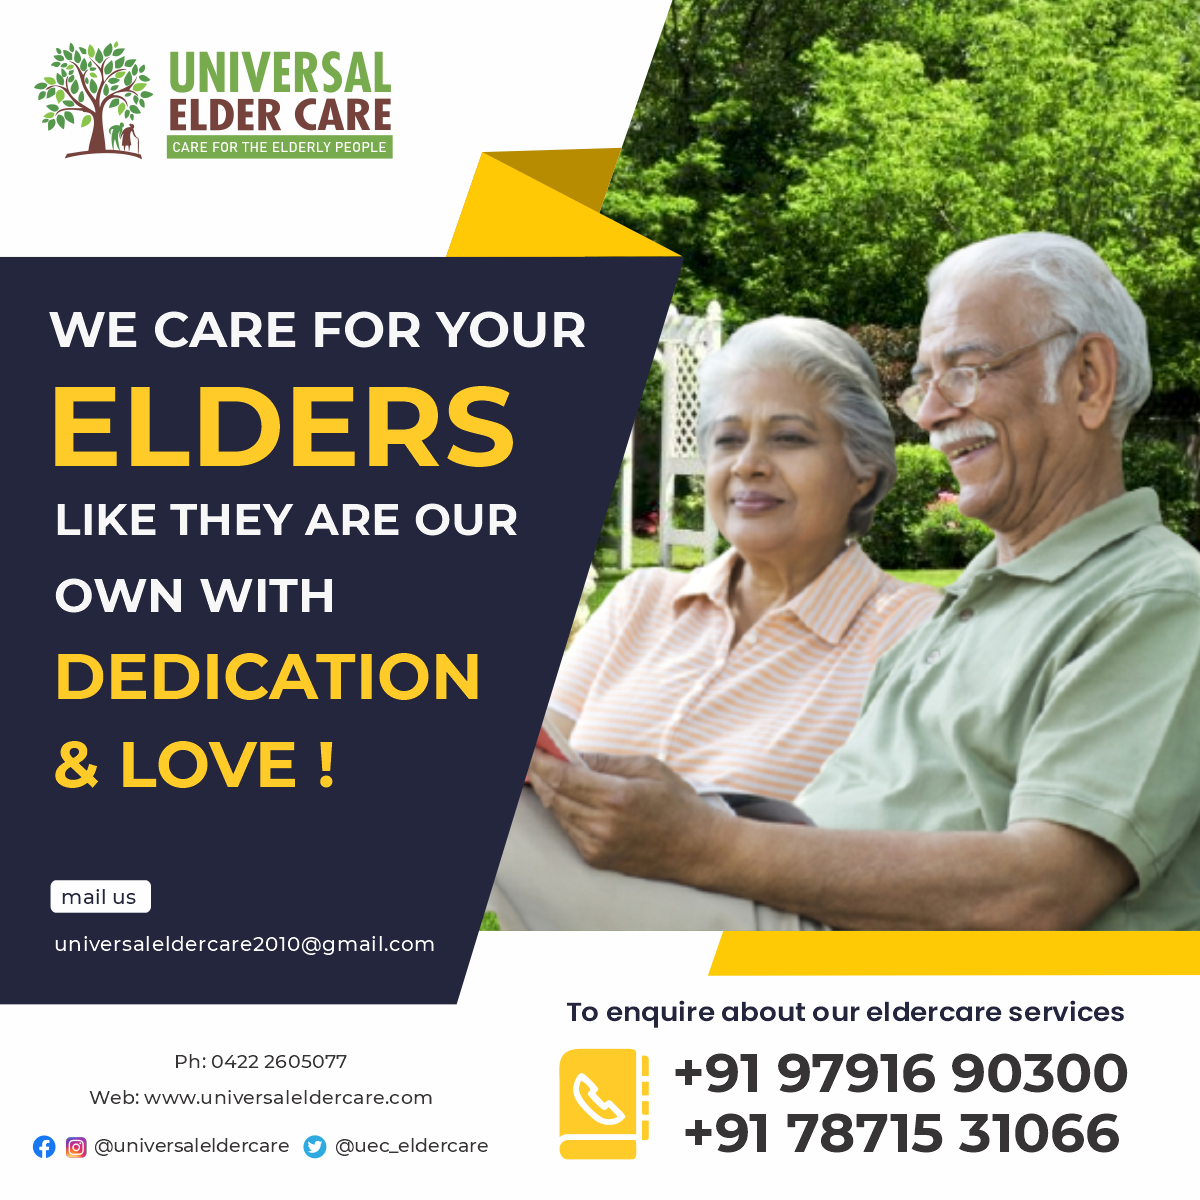 UNIVERSAL
ELDER CARE
CARE FOR THE ELDERLY PEOPLE
WE CARE FOR YOUR
ELDERS
LIKE THEY ARE OUR
OWN WITH
DEDICATION
& LOVE !
mail us
universaleldercare2010@gmail.com
Ph: 0422 2605077
Web: www.universaleldercare.com
@universaleldercare @uec_eldercare
To enquire about our eldercare services
+91 97916 90300
+91 78715 31066